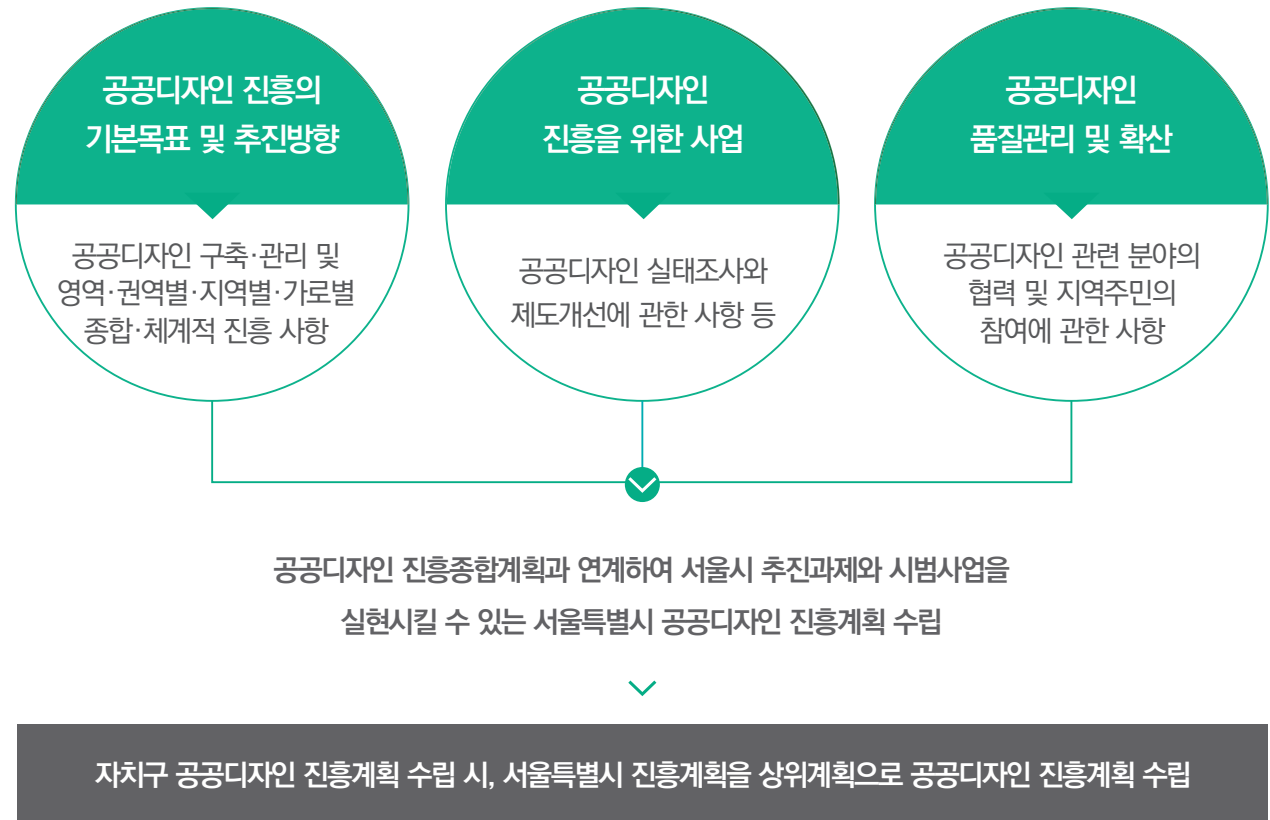 공공디자인 진흥의
기본목표 및 추진방향
공공디자인 구축·관리 및
영역·권역별·지역별·가로별
종합·체계적 진흥 사항
공공디자인
진흥을 위한 사업
공공디자인 실태조사와
제도개선에 관한 사항 등
공공디자인
품질관리 및 확산
공공디자인 관련 분야의
협력 및 지역주민의
참여에 관한 사항
공공디자인 진흥종합계획과 연계하여 서울시 추진과제와 시범사업을
실현시킬 수 있는 서울특별시 공공디자인 진흥계획 수립
자치구 공공디자인 진흥계획 수립 시, 서울특별시 진흥계획을 상위계획으로 공공디자인 진흥계획 수립